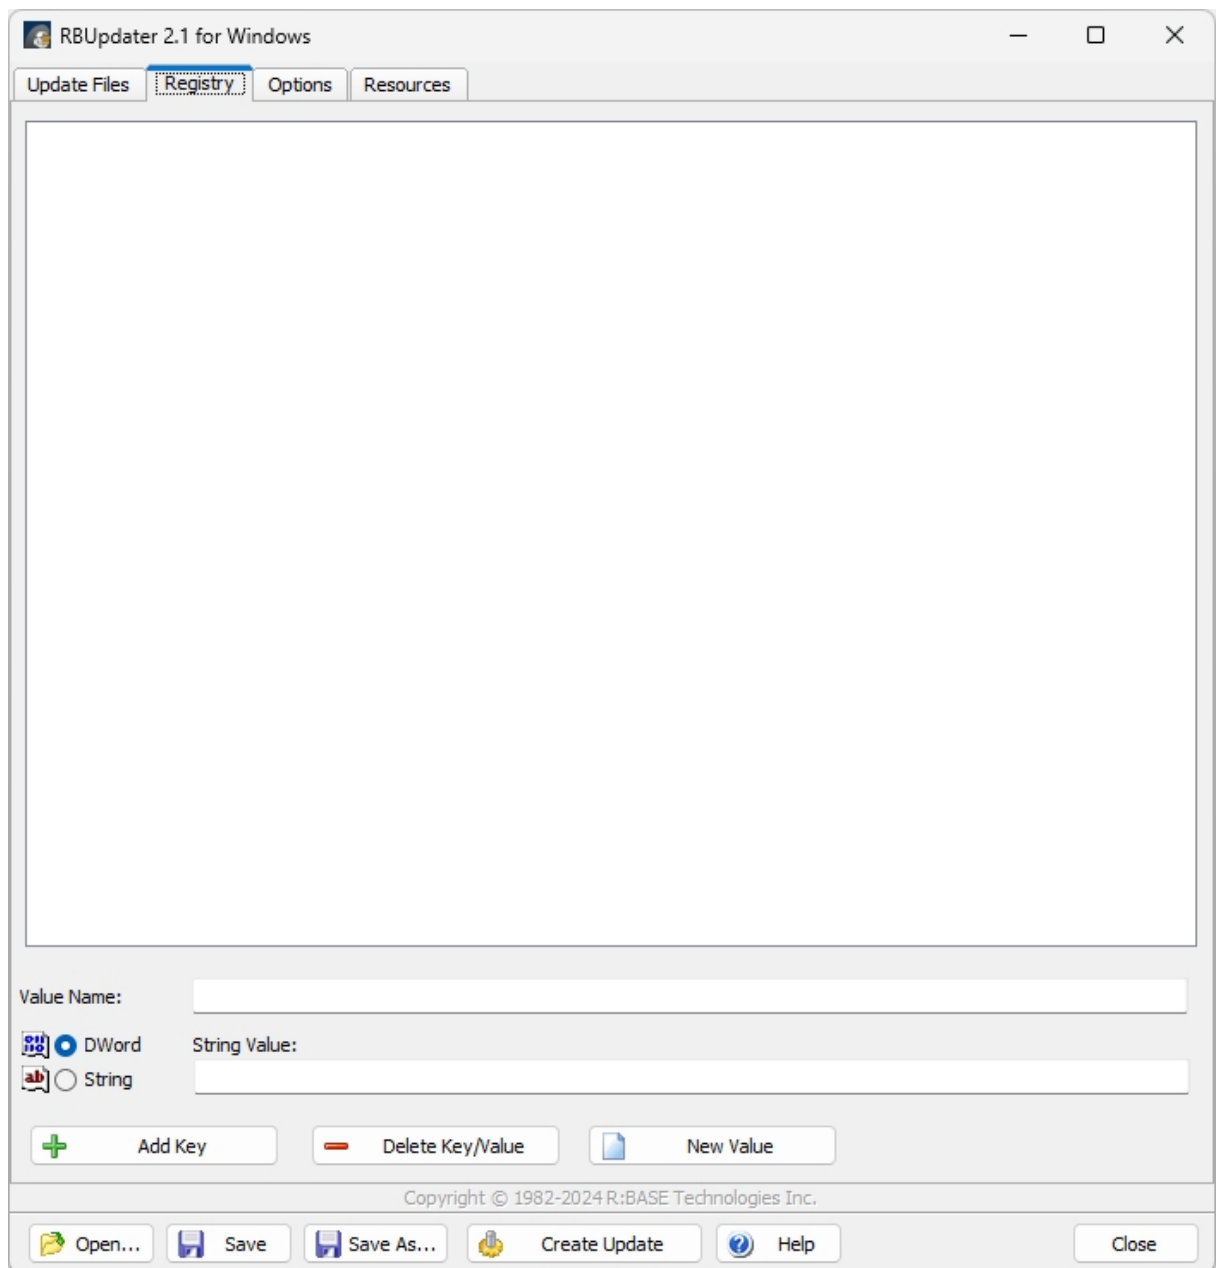 RBUpdater 2.1 for Windows
Update Files Registry Options Resources
Value Name:
DWord String Value:
String
Add Key Delete Key/Value New Value
Copyright © 1982-2024 R:BASE Technologies Inc.
Open... Save Save As... Create Update Help Close